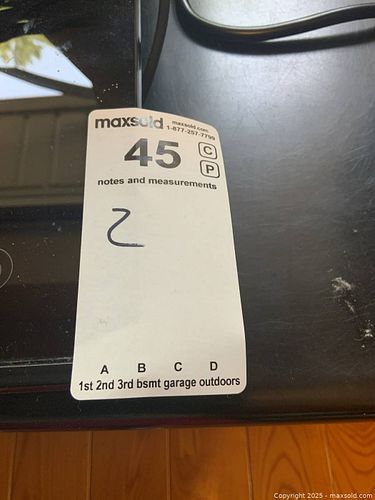 maxsold maxsold.com
1-877-257-7799
45 C
P
notes and measurements
2
A B C D
1st 2nd 3rd bsmt garage outdoors
Copyright 2025 - maxsold.com